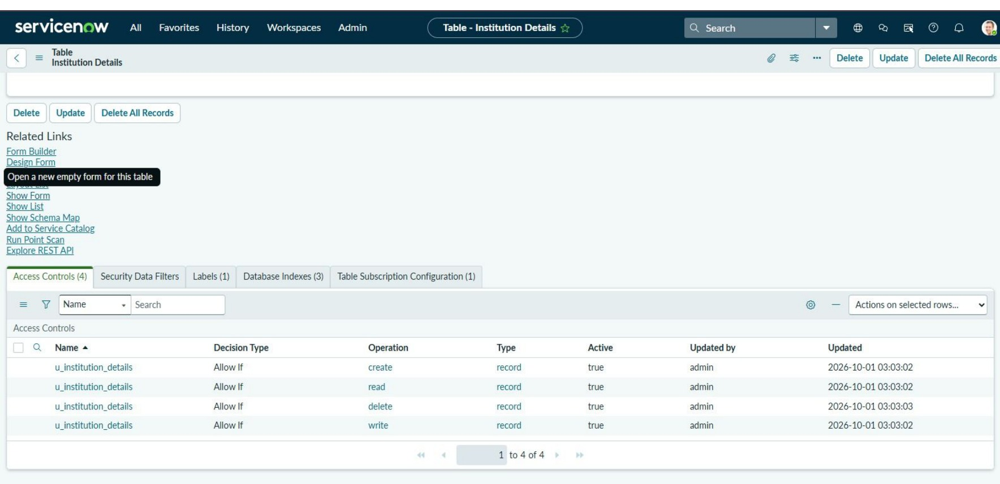 servicenow All Favorites History Workspaces Admin Table - Institution Details Search
Table
Institution Details
Delete Update Delete All Records
Delete Update Delete All Records
Related Links
Form Builder
Design Form
Open a new empty form for this table
Layout List
Show Form
Show List
Show Schema Map
Add to Service Catalog
Run Point Scan
Explore REST API
Access Controls (4) Security Data Filters Labels (1) Database Indexes (3) Table Subscription Configuration (1)
Name Search Actions on selected rows...
Access Controls
Name Decision Type Operation Type Active Updated by Updated
u_institution_details Allow If create record true admin 2026-10-01 03:03:02
u_institution_details Allow If read record true admin 2026-10-01 03:03:02
u_institution_details Allow If delete record true admin 2026-10-01 03:03:03
u_institution_details Allow If write record true admin 2026-10-01 03:03:02
1 to 4 of 4